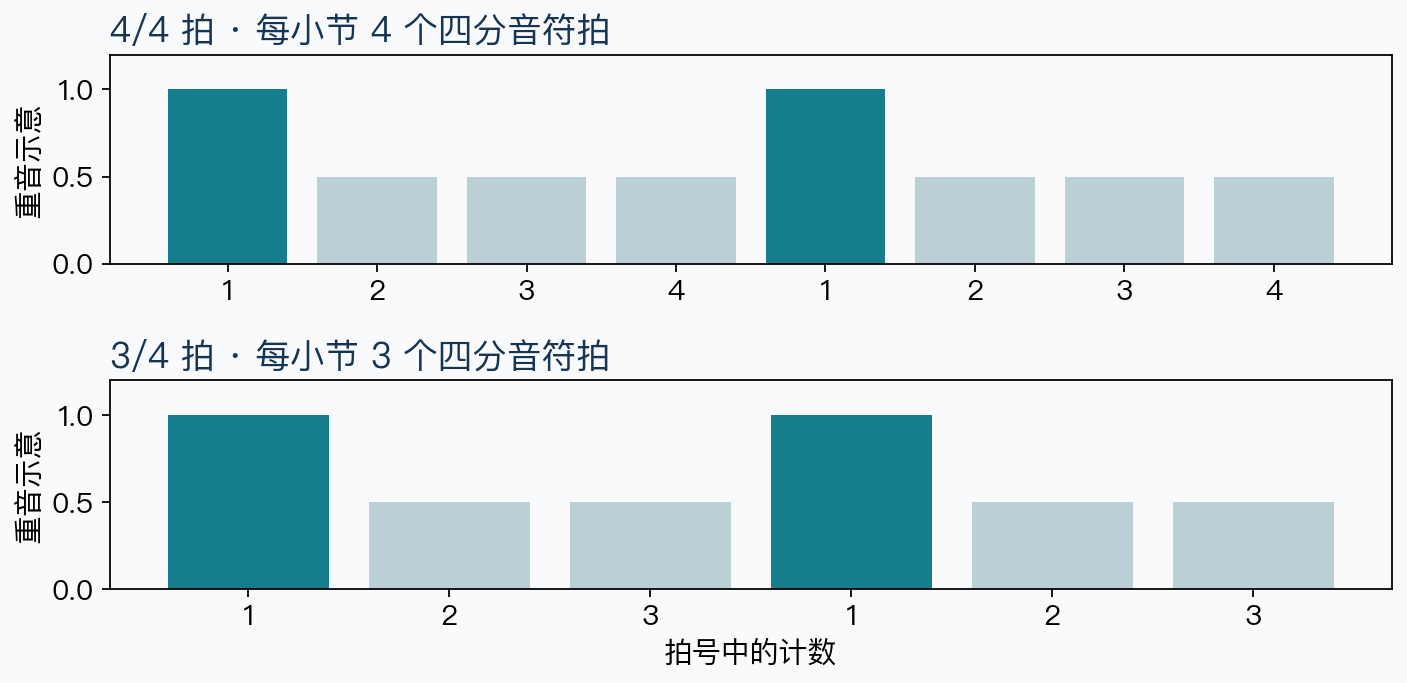 4/4 拍 · 每小节 4 个四分音符拍
重音示意
1.0
0.5
0.0
1 2 3 4 1 2 3 4
3/4 拍 · 每小节 3 个四分音符拍
重音示意
1.0
0.5
0.0
1 2 3 1 2 3
拍号中的计数